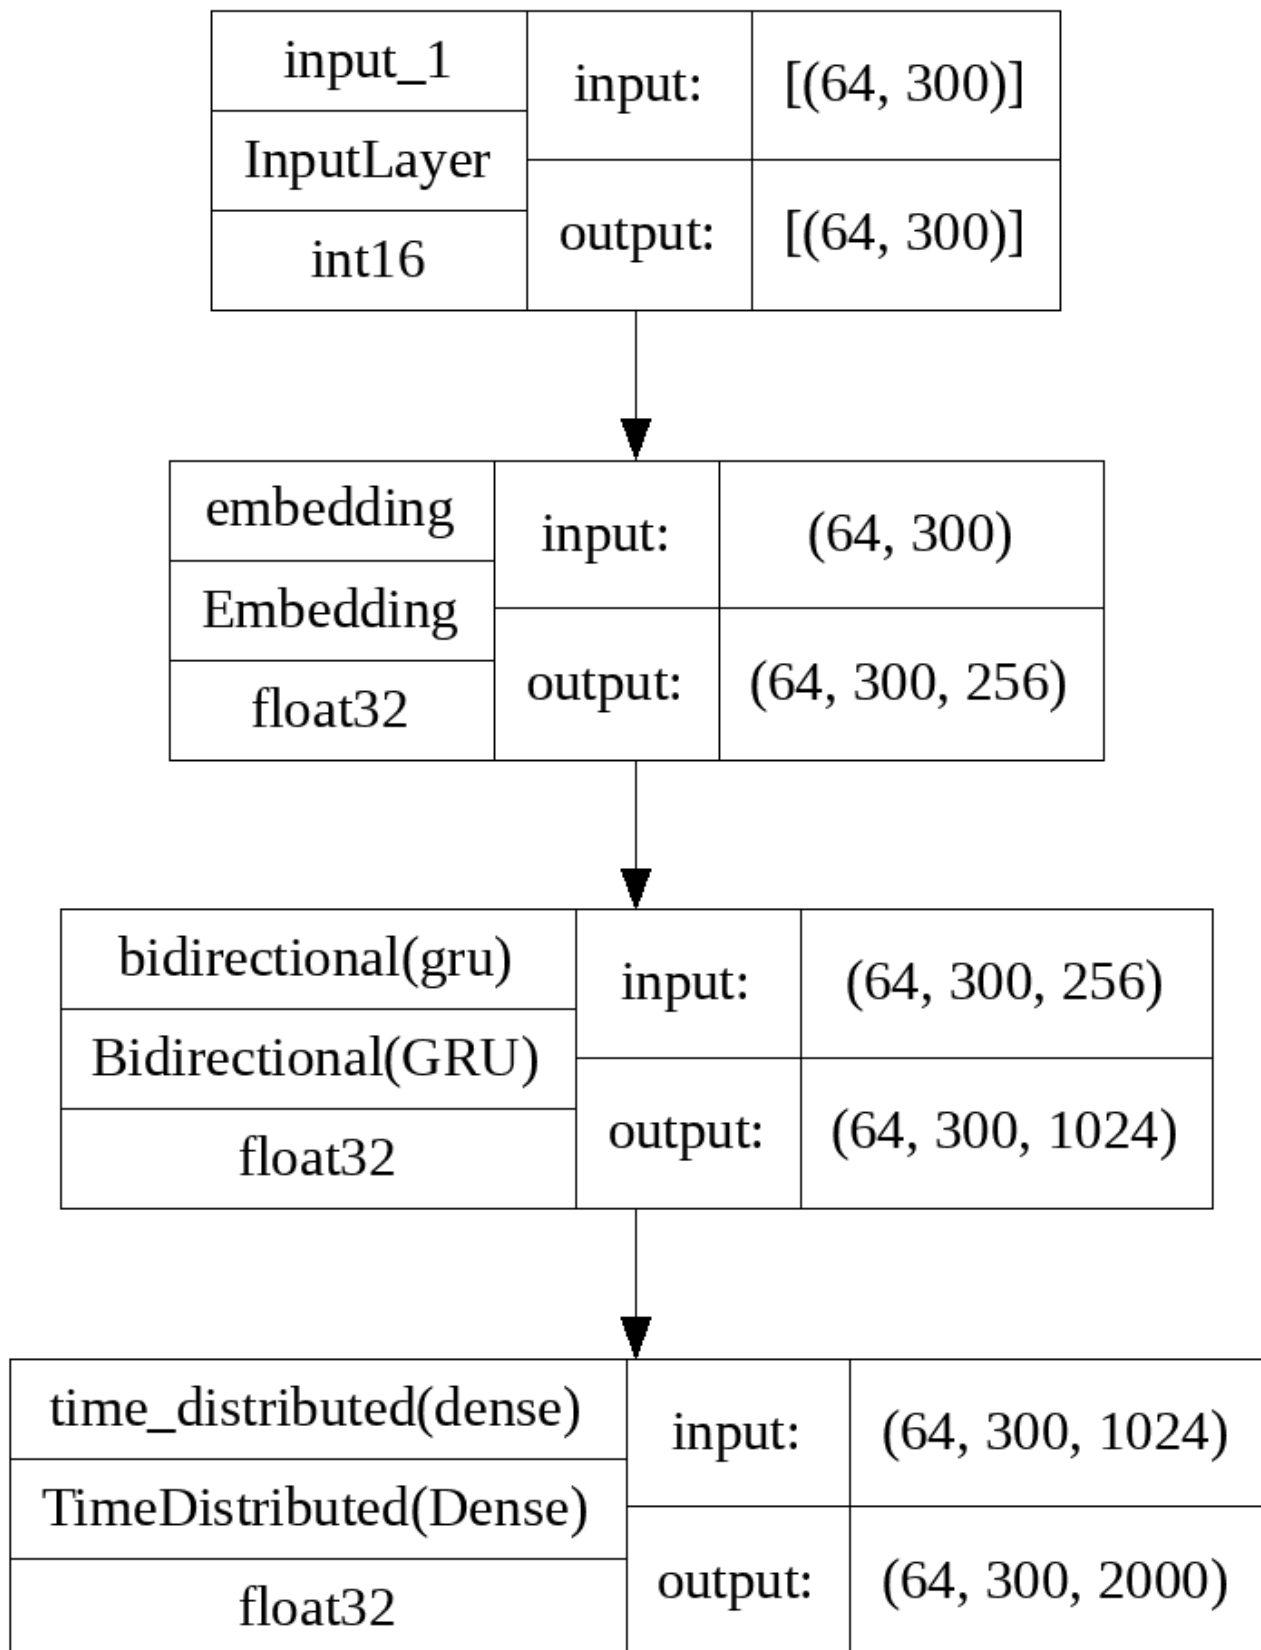 input_1
InputLayer
int16
input:
[(64, 300)]
output:
[(64, 300)]
embedding
Embedding
float32
input:
(64, 300)
output:
(64, 300, 256)
bidirectional(gru)
Bidirectional(GRU)
float32
input:
(64, 300, 256)
output:
(64, 300, 1024)
time_distributed(dense)
TimeDistributed(Dense)
float32
input:
(64, 300, 1024)
output:
(64, 300, 2000)